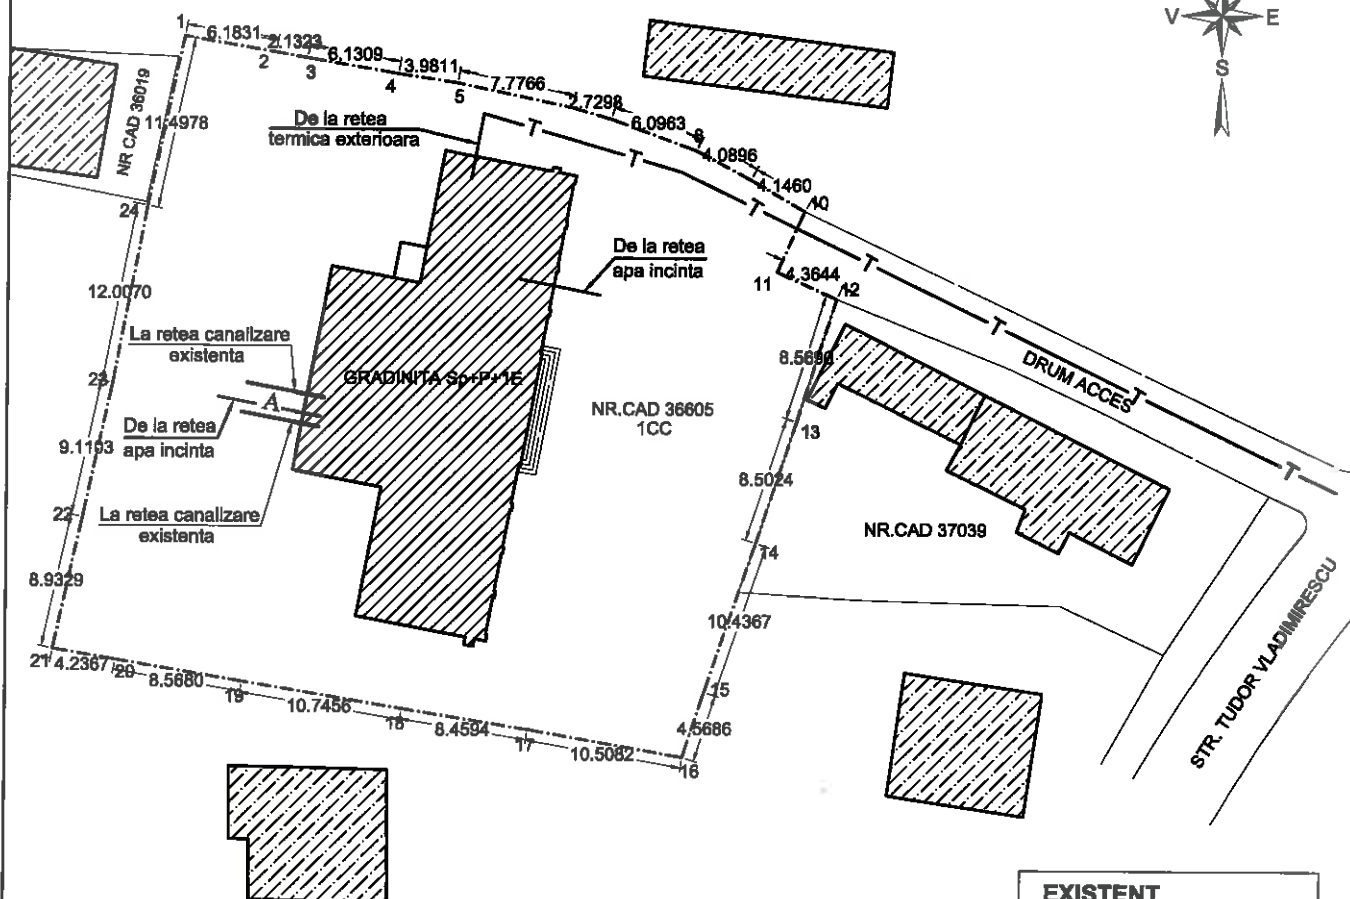 1
6.1831
2.1323
6.1309
3.9811
7.7766
2.7298
6.0963
4.0896
4.1460
2
3
4
5
8
10
V
E
S
NR CAD 36019
11.4978
De la retea
termica exterioara
T
T
T
T
T
T
T
24
De la retea
apa incinta
11
4.3644
12
12.0070
La retea canalizare
existenta
23
GRADINITA Sp+P+1E
8.5690
DRUM ACCES
A
NR.CAD 36605
1CC
De la retea
apa incinta
9.1103
13
8.5024
22
La retea canalizare
existenta
NR.CAD 37039
14
8.9329
10.4367
STR. TUDOR VLADIMIRESCU
21
4.2367
20
8.5680
19
10.7456
18
8.4594
17
10.5082
16
15
4.5686
EXISTENT